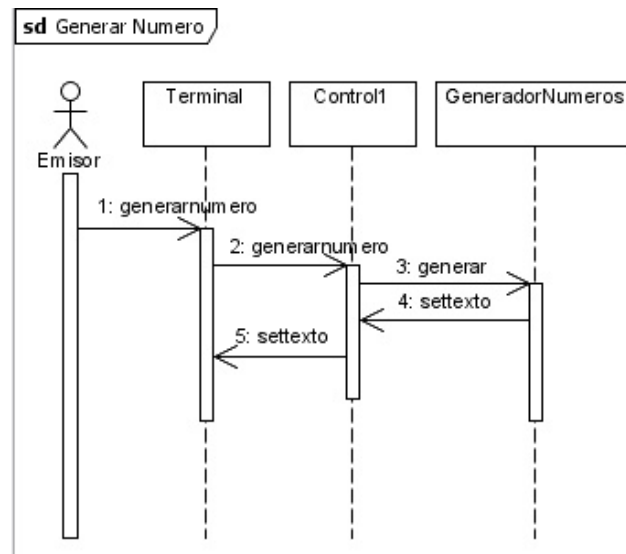 sd Generar Numero
Terminal
Control1
GeneradorNumeros
Emisor
1: generarnumero
2: generarnumero
3: generar
4: settexto
5: settexto